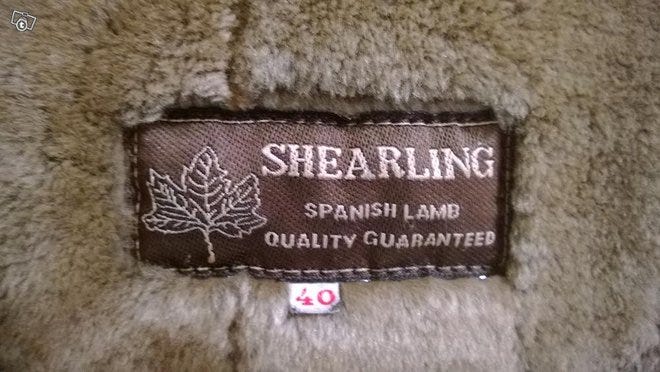 SHEARLING
SPANISH LAMB
QUALITY GUARANTEED
40